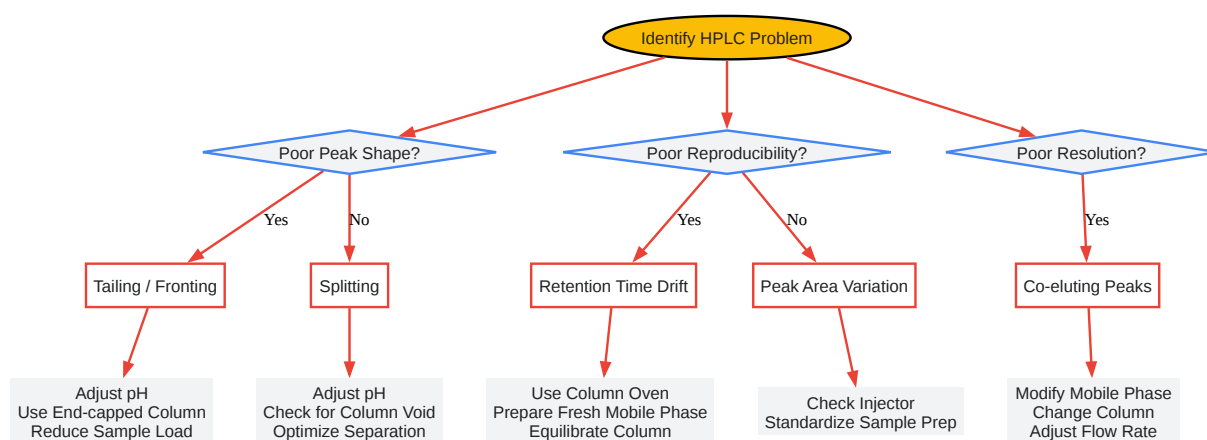 Identify HPLC Problem
Poor Peak Shape?
Poor Reproducibility?
Poor Resolution?
Yes
No
Yes
No
Yes
Tailing / Fronting
Splitting
Retention Time Drift
Peak Area Variation
Co-eluting Peaks
Adjust pH
Use End-capped Column
Reduce Sample Load
Adjust pH
Check for Column Void
Optimize Separation
Use Column Oven
Prepare Fresh Mobile Phase
Equilibrate Column
Check Injector
Standardize Sample Prep
Modify Mobile Phase
Change Column
Adjust Flow Rate